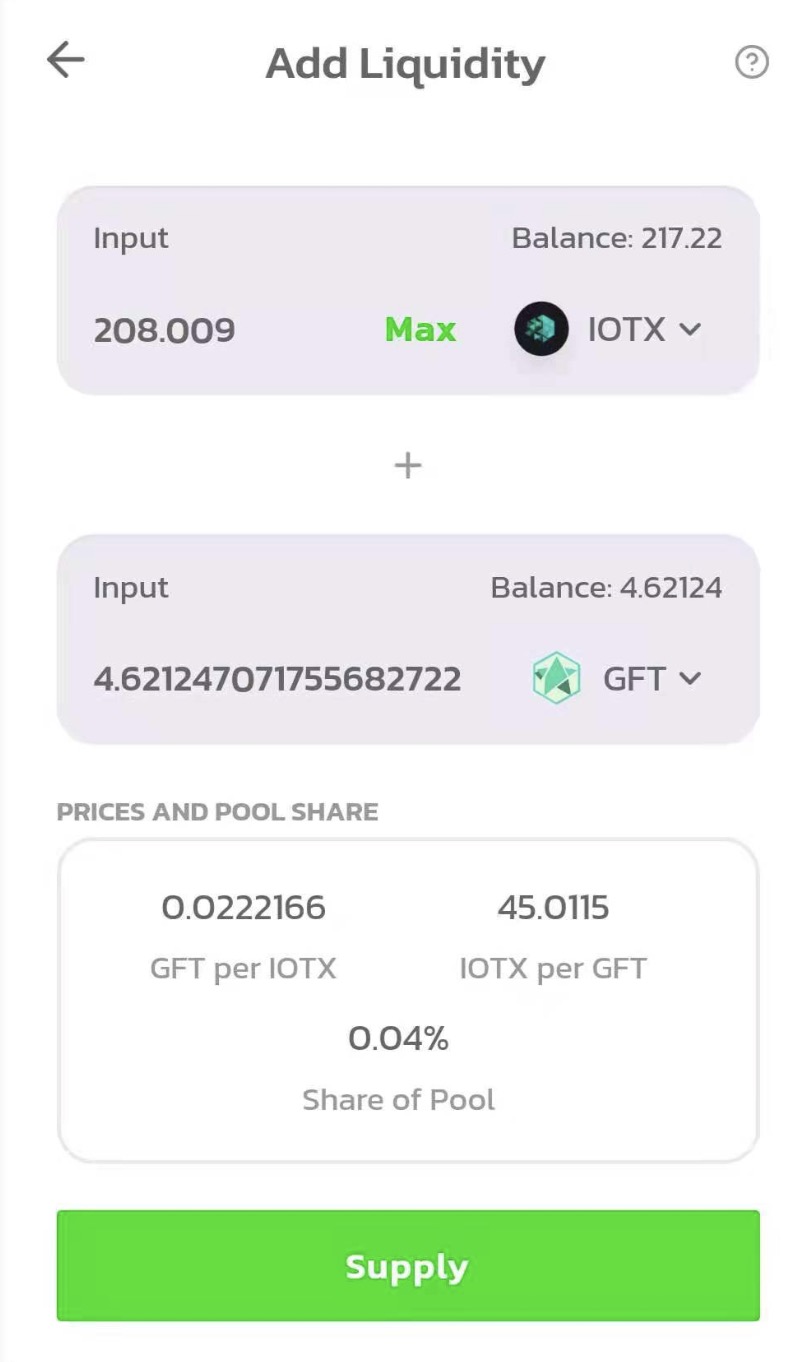 Add Liquidity
?
Input Balance: 217.22
208.009 Max IOTX
+
Input Balance: 4.62124
4.621247071755682722 GFT
PRICES AND POOL SHARE
0.0222166 45.0115
GFT per IOTX IOTX per GFT
0.04%
Share of Pool
Supply